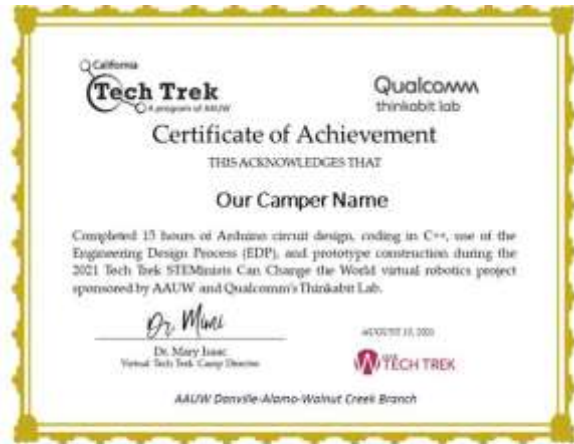 California
Tech Trek
A program of AAUW
Qualcomm
thinkabit lab
Certificate of Achievement
THIS ACKNOWLEDGES THAT
Our Camper Name
Completed 15 hours of Arduino circuit design, coding in C++, use of the
Engineering Design Process (EDP), and prototype construction during the
2021 Tech Trek STEMinists Can Change the World virtual robotics project
sponsored by AAUW and Qualcomm's Thinkabit Lab.
Dr. Mimi
Dr. Mary Isaac
Virtual Tech Trek Camp Director
AUGUST 2021
TECH TREK
AAUW Danville-Alamo-Walnut Creek Branch